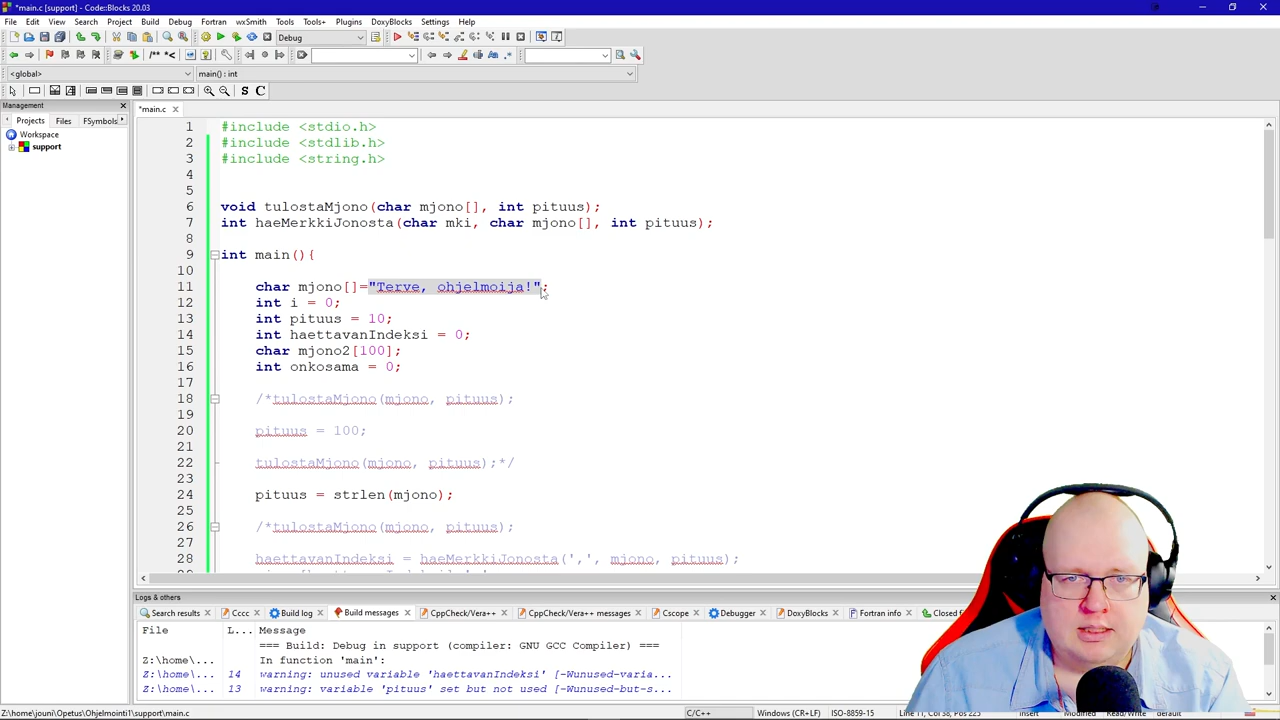 *main.c [support] - Code::Blocks 20.03
File Edit View Search Project Build Debug Fortran wxSmith Tools Tools+ Plugins DoxyBlocks Settings Help
Debug
/** *<
<global> main() : int
S C
Management
Projects Files FSymbols
Workspace
support
*main.c
1 #include <stdio.h>
2 #include <stdlib.h>
3 #include <string.h>
4
5
6 void tulostaMjono(char mjono[], int pituus);
7 int haeMerkkiJonosta(char mki, char mjono[], int pituus);
8
9 int main(){
10
11 char mjono[]="Terve, ohjelmoija!";
12 int i = 0;
13 int pituus = 10;
14 int haettavanIndeksi = 0;
15 char mjono2[100];
16 int onkosama = 0;
17
18 /*tulostaMjono(mjono, pituus);
19
20 pituus = 100;
21
22 tulostaMjono(mjono, pituus);*/
23
24 pituus = strlen(mjono);
25
26 /*tulostaMjono(mjono, pituus);
27
28 haettavanIndeksi = haeMerkkiJonosta(',', mjono, pituus);
Logs & others
Search results Cccc Build log Build messages CppCheck/Vera++ CppCheck/Vera++ messages Cscope Debugger DoxyBlocks Fortran info Closed fi
File L... Message
=== Build: Debug in support (compiler: GNU GCC Compiler) ===
Z:\home\... In function 'main':
Z:\home\... 14 warning: unused variable 'haettavanIndeksi' [-Wunused-varia...
Z:\home\... 13 warning: variable 'pituus' set but not used [-Wunused-but-s...
Z:\home\jouni\Opetus\Ohjelmointi1\support\main.c C/C++ Windows (CR+LF) ISO-8859-15 Line 11, Col 38, Pos 225 Insert Modified Read/Write default